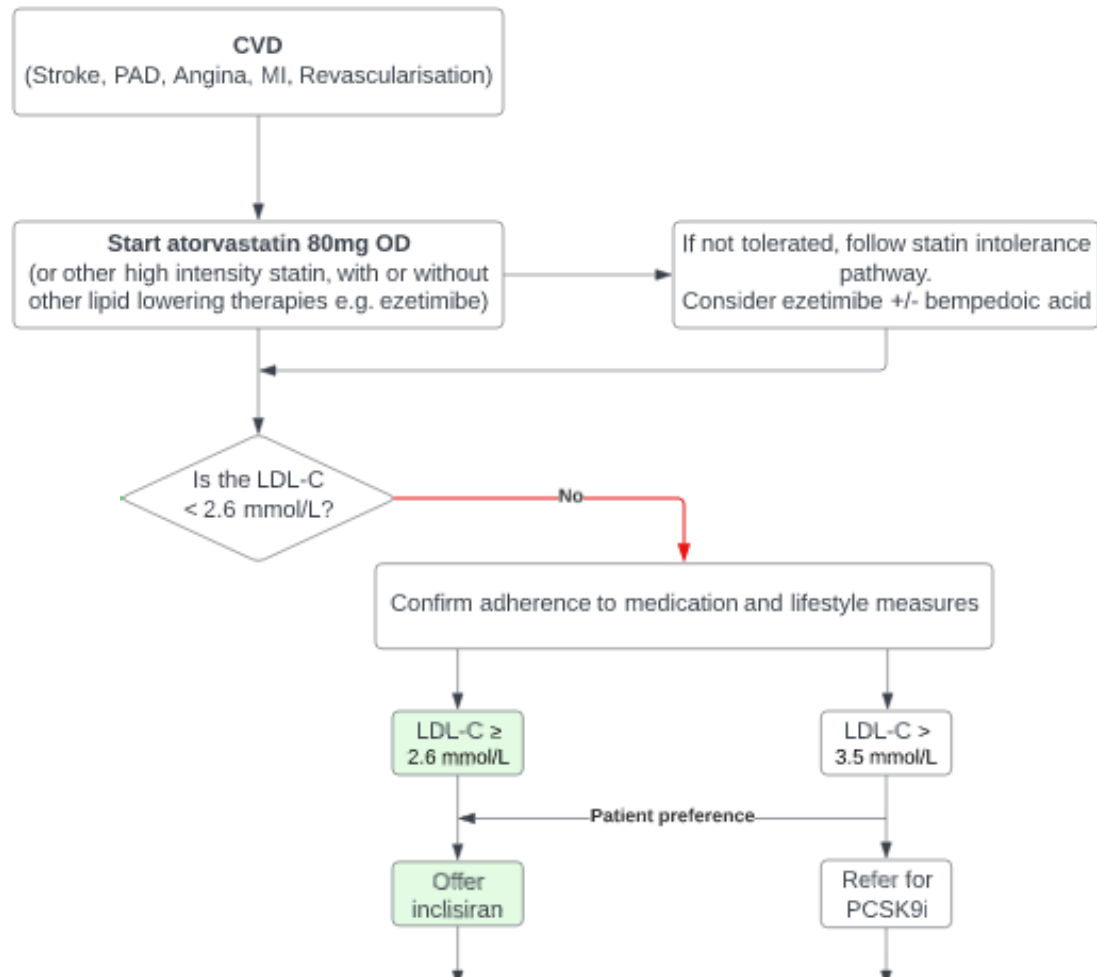 CVD
(Stroke, PAD, Angina, MI, Revascularisation)
Start atorvastatin 80mg OD
(or other high intensity statin, with or without
other lipid lowering therapies e.g. ezetimibe)
If not tolerated, follow statin intolerance
pathway.
Consider ezetimibe +/- bempedoic acid
Is the LDL-C
< 2.6 mmol/L?
No
Confirm adherence to medication and lifestyle measures
LDL-C ≥
2.6 mmol/L
LDL-C >
3.5 mmol/L
Patient preference
Offer
inclisiran
Refer for
PCSK9i